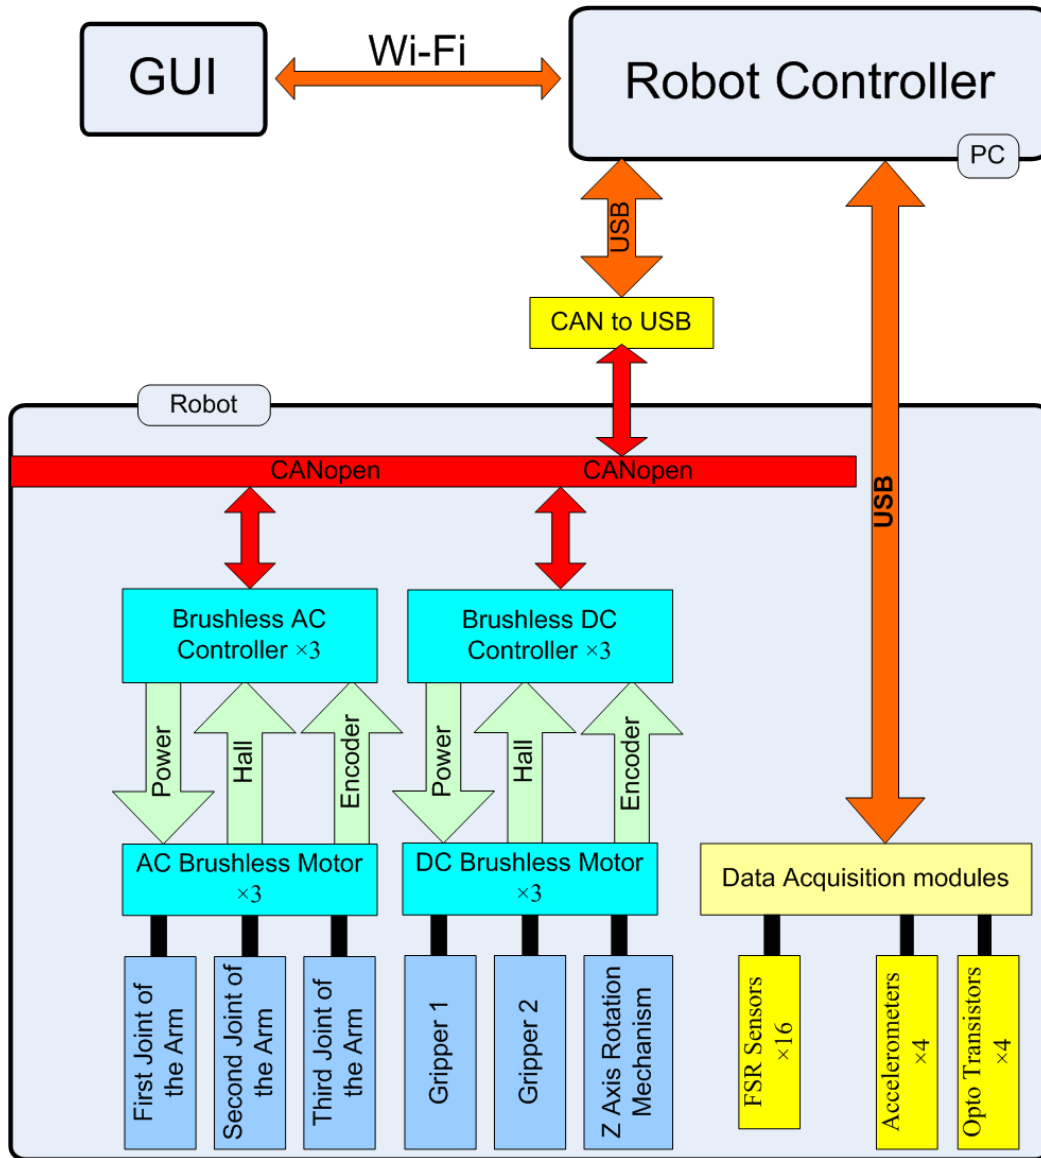 GUI
Wi-Fi
Robot Controller
PC
USB
CAN to USB
Robot
CANopen
CANopen
USB
Brushless AC
Controller ×3
Brushless DC
Controller ×3
Power
Hall
Encoder
Power
Hall
Encoder
AC Brushless Motor
×3
DC Brushless Motor
×3
Data Acquisition modules
First Joint of
the Arm
Second Joint of
the Arm
Third Joint of
the Arm
Gripper 1
Gripper 2
Z Axis Rotation
Mechanism
FSR Sensors
×16
Accelerometers
×4
Opto Transistors
×4